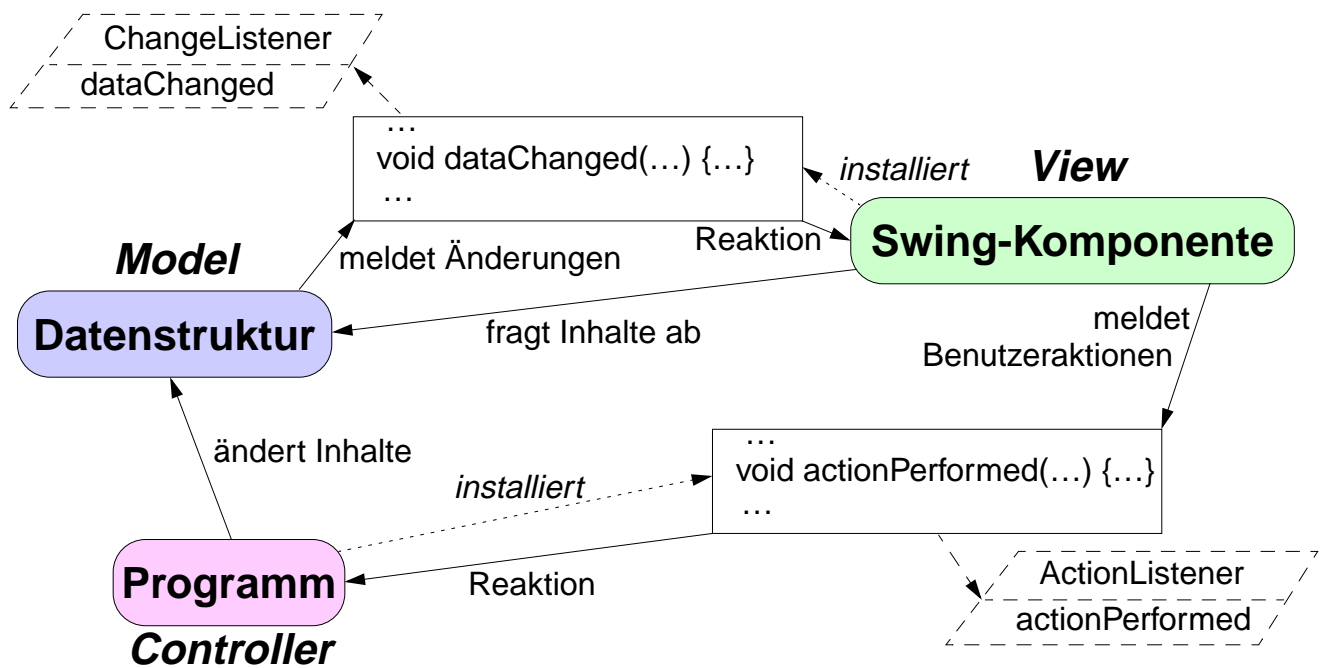 ChangeListener
dataChanged
…
void dataChanged(…) {…}
…
installiert
View
Reaktion
Swing-Komponente
Model
meldet Änderungen
Datenstruktur
fragt Inhalte ab
meldet
Benutzeraktionen
ändert Inhalte
installiert
…
void actionPerformed(…) {…}
…
Programm
Controller
Reaktion
ActionListener
actionPerformed